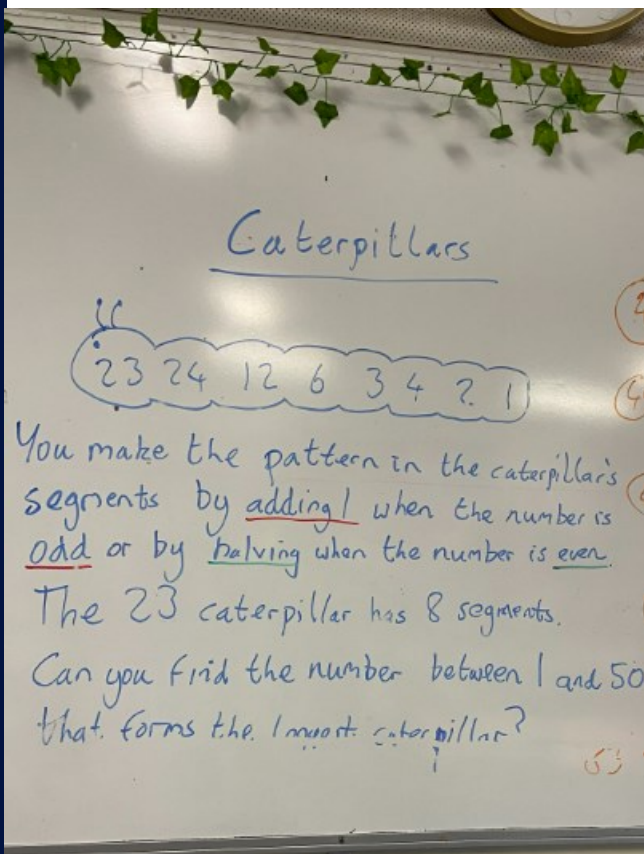 Caterpillars
23 24 12 6 3 4 2 1
You make the pattern in the caterpillar's
segments by adding 1 when the number is
odd or by halving when the number is even.
The 23 caterpillar has 8 segments.
Can you find the number between 1 and 50
that forms the caterpillar?